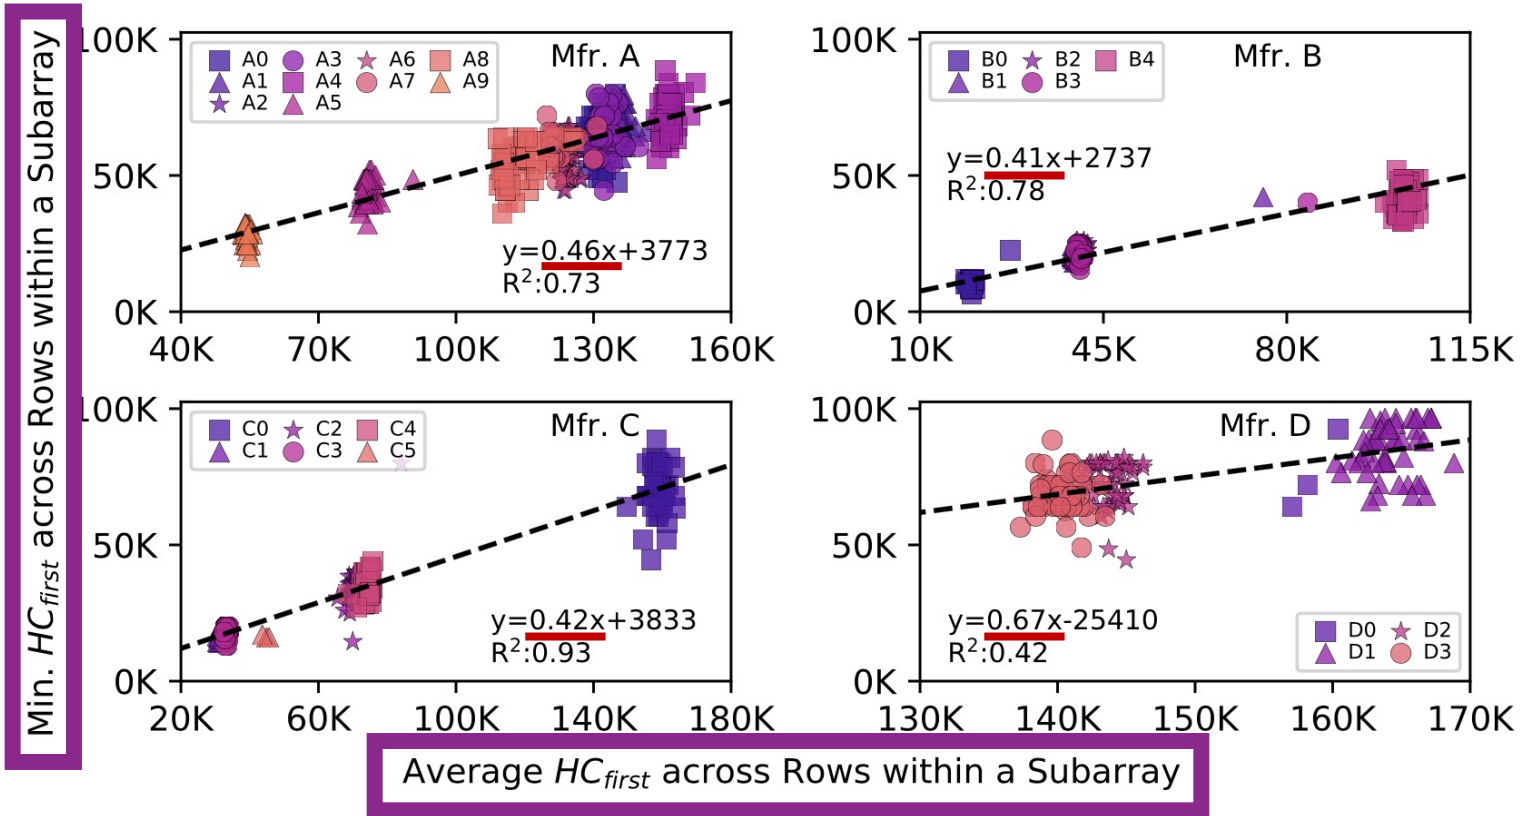 Min. HCfirst across Rows within a Subarray
100K
50K
0K
40K 70K 100K 130K 160K
Mfr. A
A0 A3 A6 A8
A1 A4 A7 A9
A2 A5
y=0.46x+3773
R2:0.73
100K
50K
0K
10K 45K 80K 115K
Mfr. B
B0 B2 B4
B1 B3
y=0.41x+2737
R2:0.78
100K
50K
0K
20K 60K 100K 140K 180K
Mfr. C
C0 C2 C4
C1 C3 C5
y=0.42x+3833
R2:0.93
100K
50K
0K
130K 140K 150K 160K 170K
Mfr. D
y=0.67x-25410
R2:0.42
D0 D2
D1 D3
Average HCfirst across Rows within a Subarray